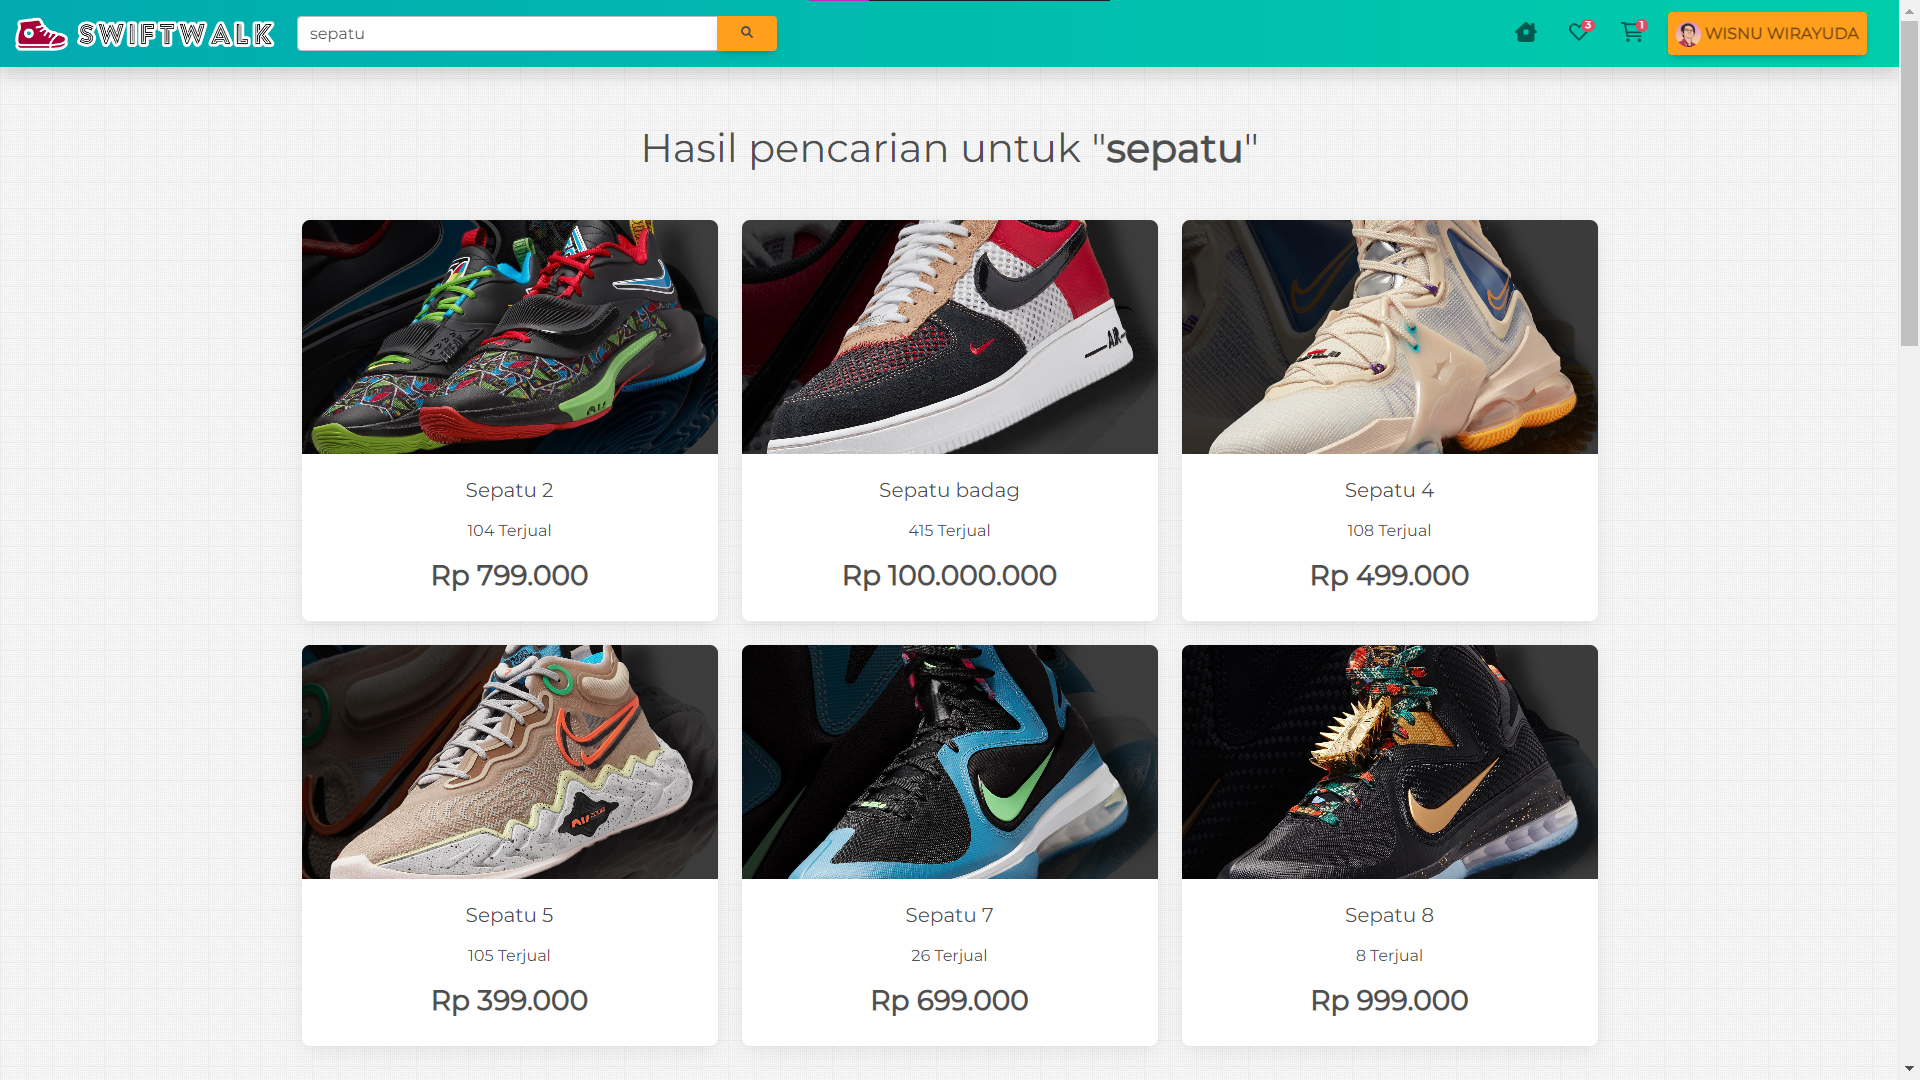 SWIFTWALK
sepatu
3
1
WISNU WIRAYUDA
Hasil pencarian untuk "sepatu"
Sepatu 2
104 Terjual
Rp 799.000
AIR
Sepatu badag
415 Terjual
Rp 100.000.000
Sepatu 4
108 Terjual
Rp 499.000
Sepatu 5
105 Terjual
Rp 399.000
Sepatu 7
26 Terjual
Rp 699.000
Sepatu 8
8 Terjual
Rp 999.000